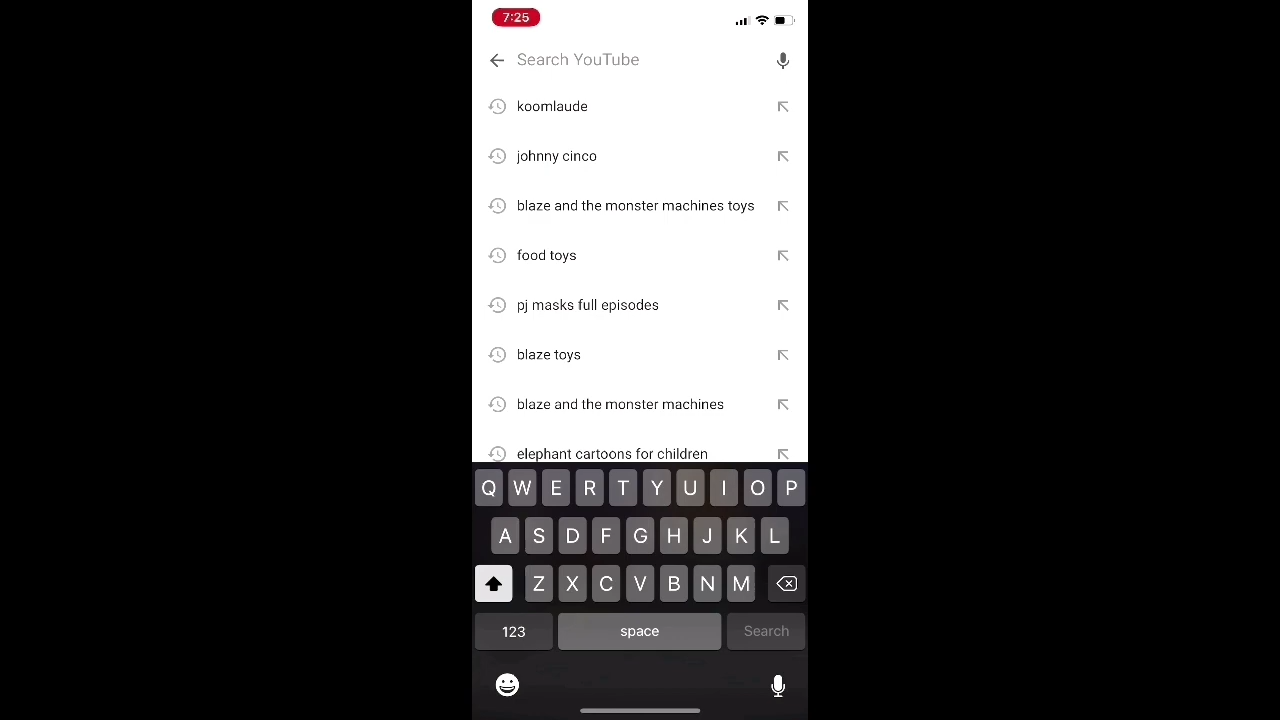 7:25
Search YouTube
koomlaude
johnny cinco
blaze and the monster machines toys
food toys
pj masks full episodes
blaze toys
blaze and the monster machines
elephant cartoons for children
Q W E R T Y U I O P
A S D F G H J K L
Z X C V B N M
123 space Search